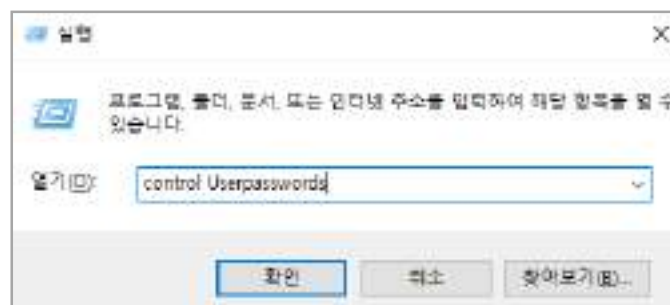 실행
프로그램, 폴더, 문서, 또는 인터넷 주소를 입력하여 해당 항목을 열 수
있습니다.
열기(O):
control Userpasswords
확인
취소
찾아보기(B)...